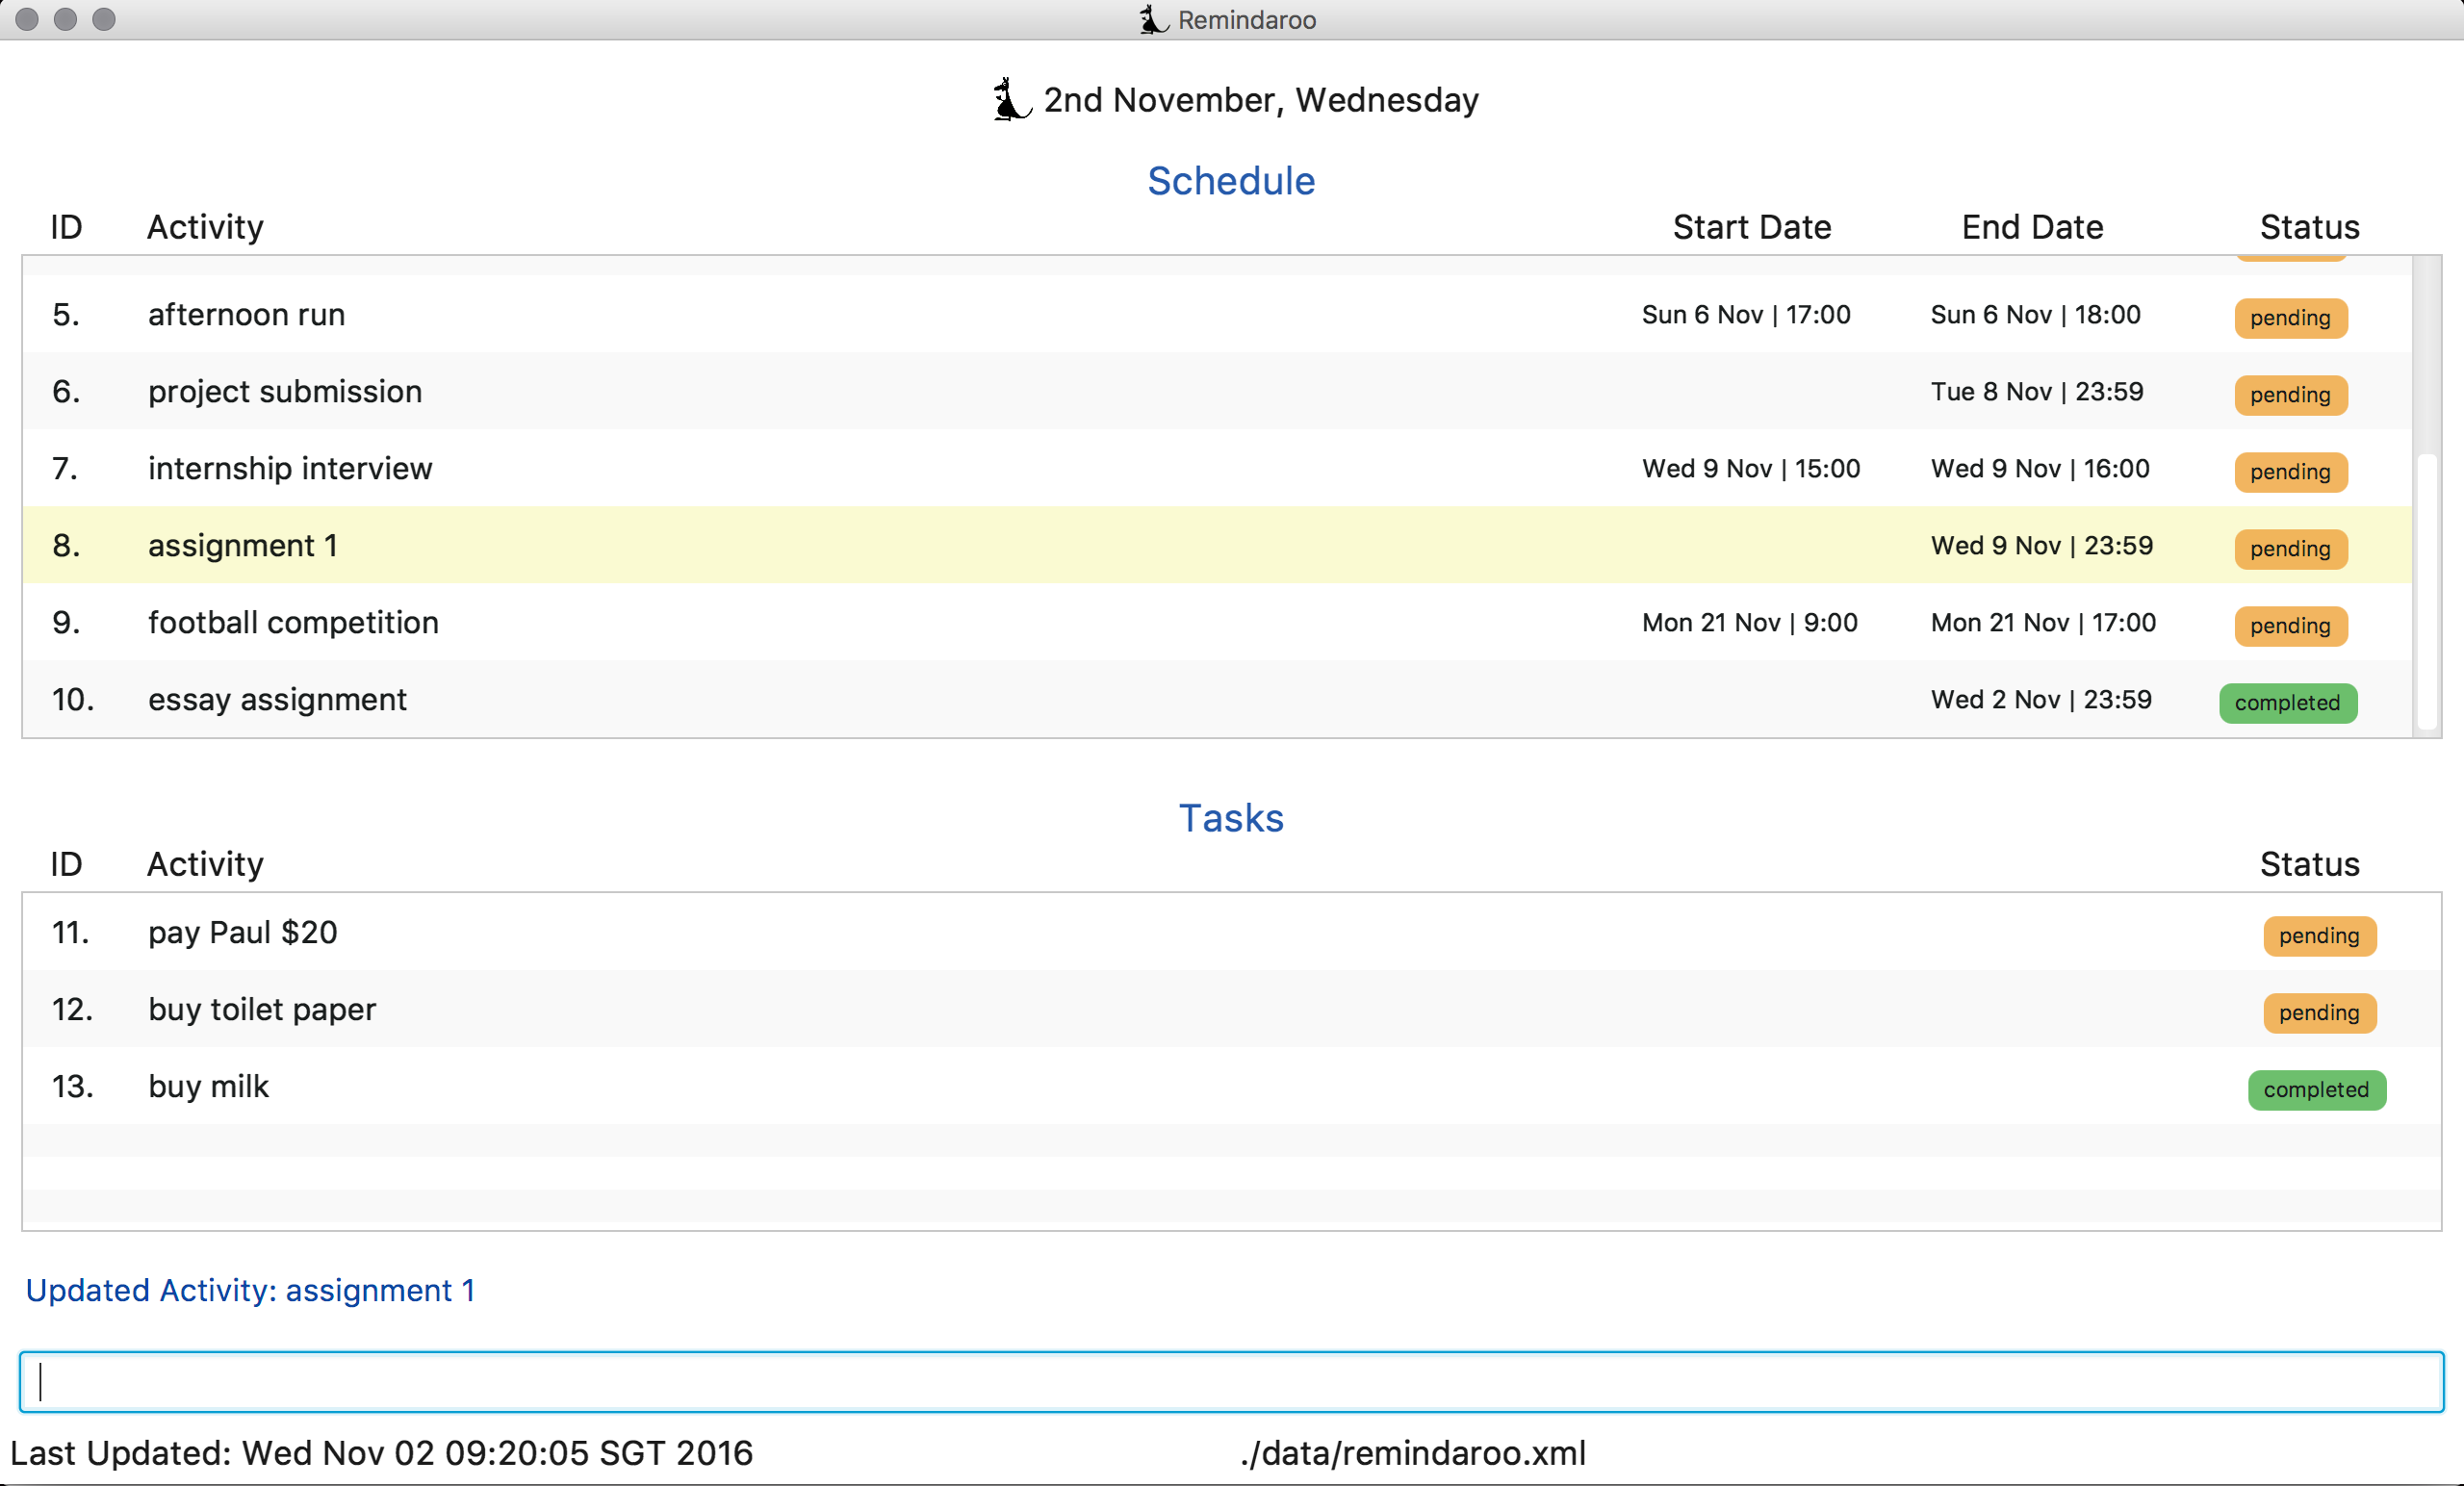 Remindaroo
2nd November, Wednesday
Schedule
ID Activity Start Date End Date Status
5. afternoon run Sun 6 Nov | 17:00 Sun 6 Nov | 18:00 pending
6. project submission Tue 8 Nov | 23:59 pending
7. internship interview Wed 9 Nov | 15:00 Wed 9 Nov | 16:00 pending
8. assignment 1 Wed 9 Nov | 23:59 pending
9. football competition Mon 21 Nov | 9:00 Mon 21 Nov | 17:00 pending
10. essay assignment Wed 2 Nov | 23:59 completed
Tasks
ID Activity Status
11. pay Paul $20 pending
12. buy toilet paper pending
13. buy milk completed
Updated Activity: assignment 1
Last Updated: Wed Nov 02 09:20:05 SGT 2016 ./data/remindaroo.xml